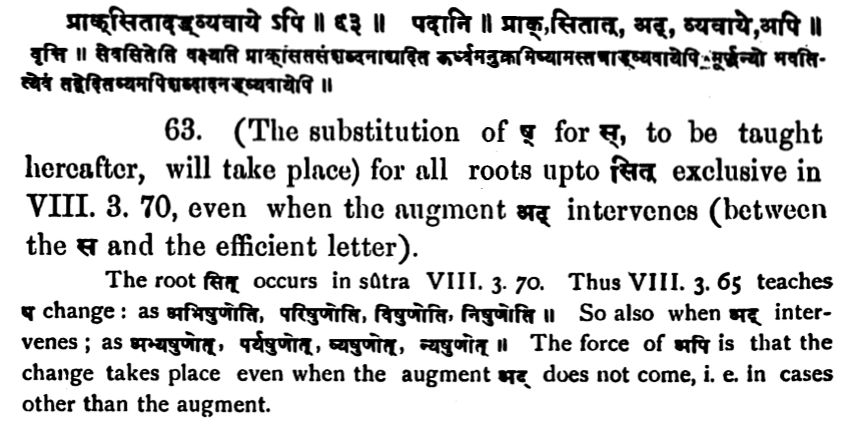 प्राक्सितादड्व्यवाये ऽपि ॥ ६३ ॥ पदानि ॥ प्राक्,सितात्, अट्, व्यवाये,अपि ॥
वृत्तिः ॥ सेवसितेति वक्ष्यति प्राक् ऊर्ध्वमनुक्रमिष्यामस्तत्राड्व्यवायेपि मूर्द्धन्यो भवति-
त्येवं तद्वेदितव्यमपिशब्दादनड्व्यवायेपि ॥
63. (The substitution of ष् for स्, to be taught
hereafter, will take place) for all roots upto सित् exclusive in
VIII. 3. 70, even when the augment अट् intervenes (between
the स and the efficient letter).
The root सित् occurs in sûtra VIII. 3. 70. Thus VIII. 3. 65 teaches
ष change : as अभिषुणोति, परिषुणोति, विषुणोति, निषुणोति ॥ So also when अट् inter-
venes ; as अभ्यषुणोत्, पर्यषुणोत्, व्यषुणोत्, न्यषुणोत् ॥ The force of अपि is that the
change takes place even when the augment अट् does not come, i. e. in cases
other than the augment.